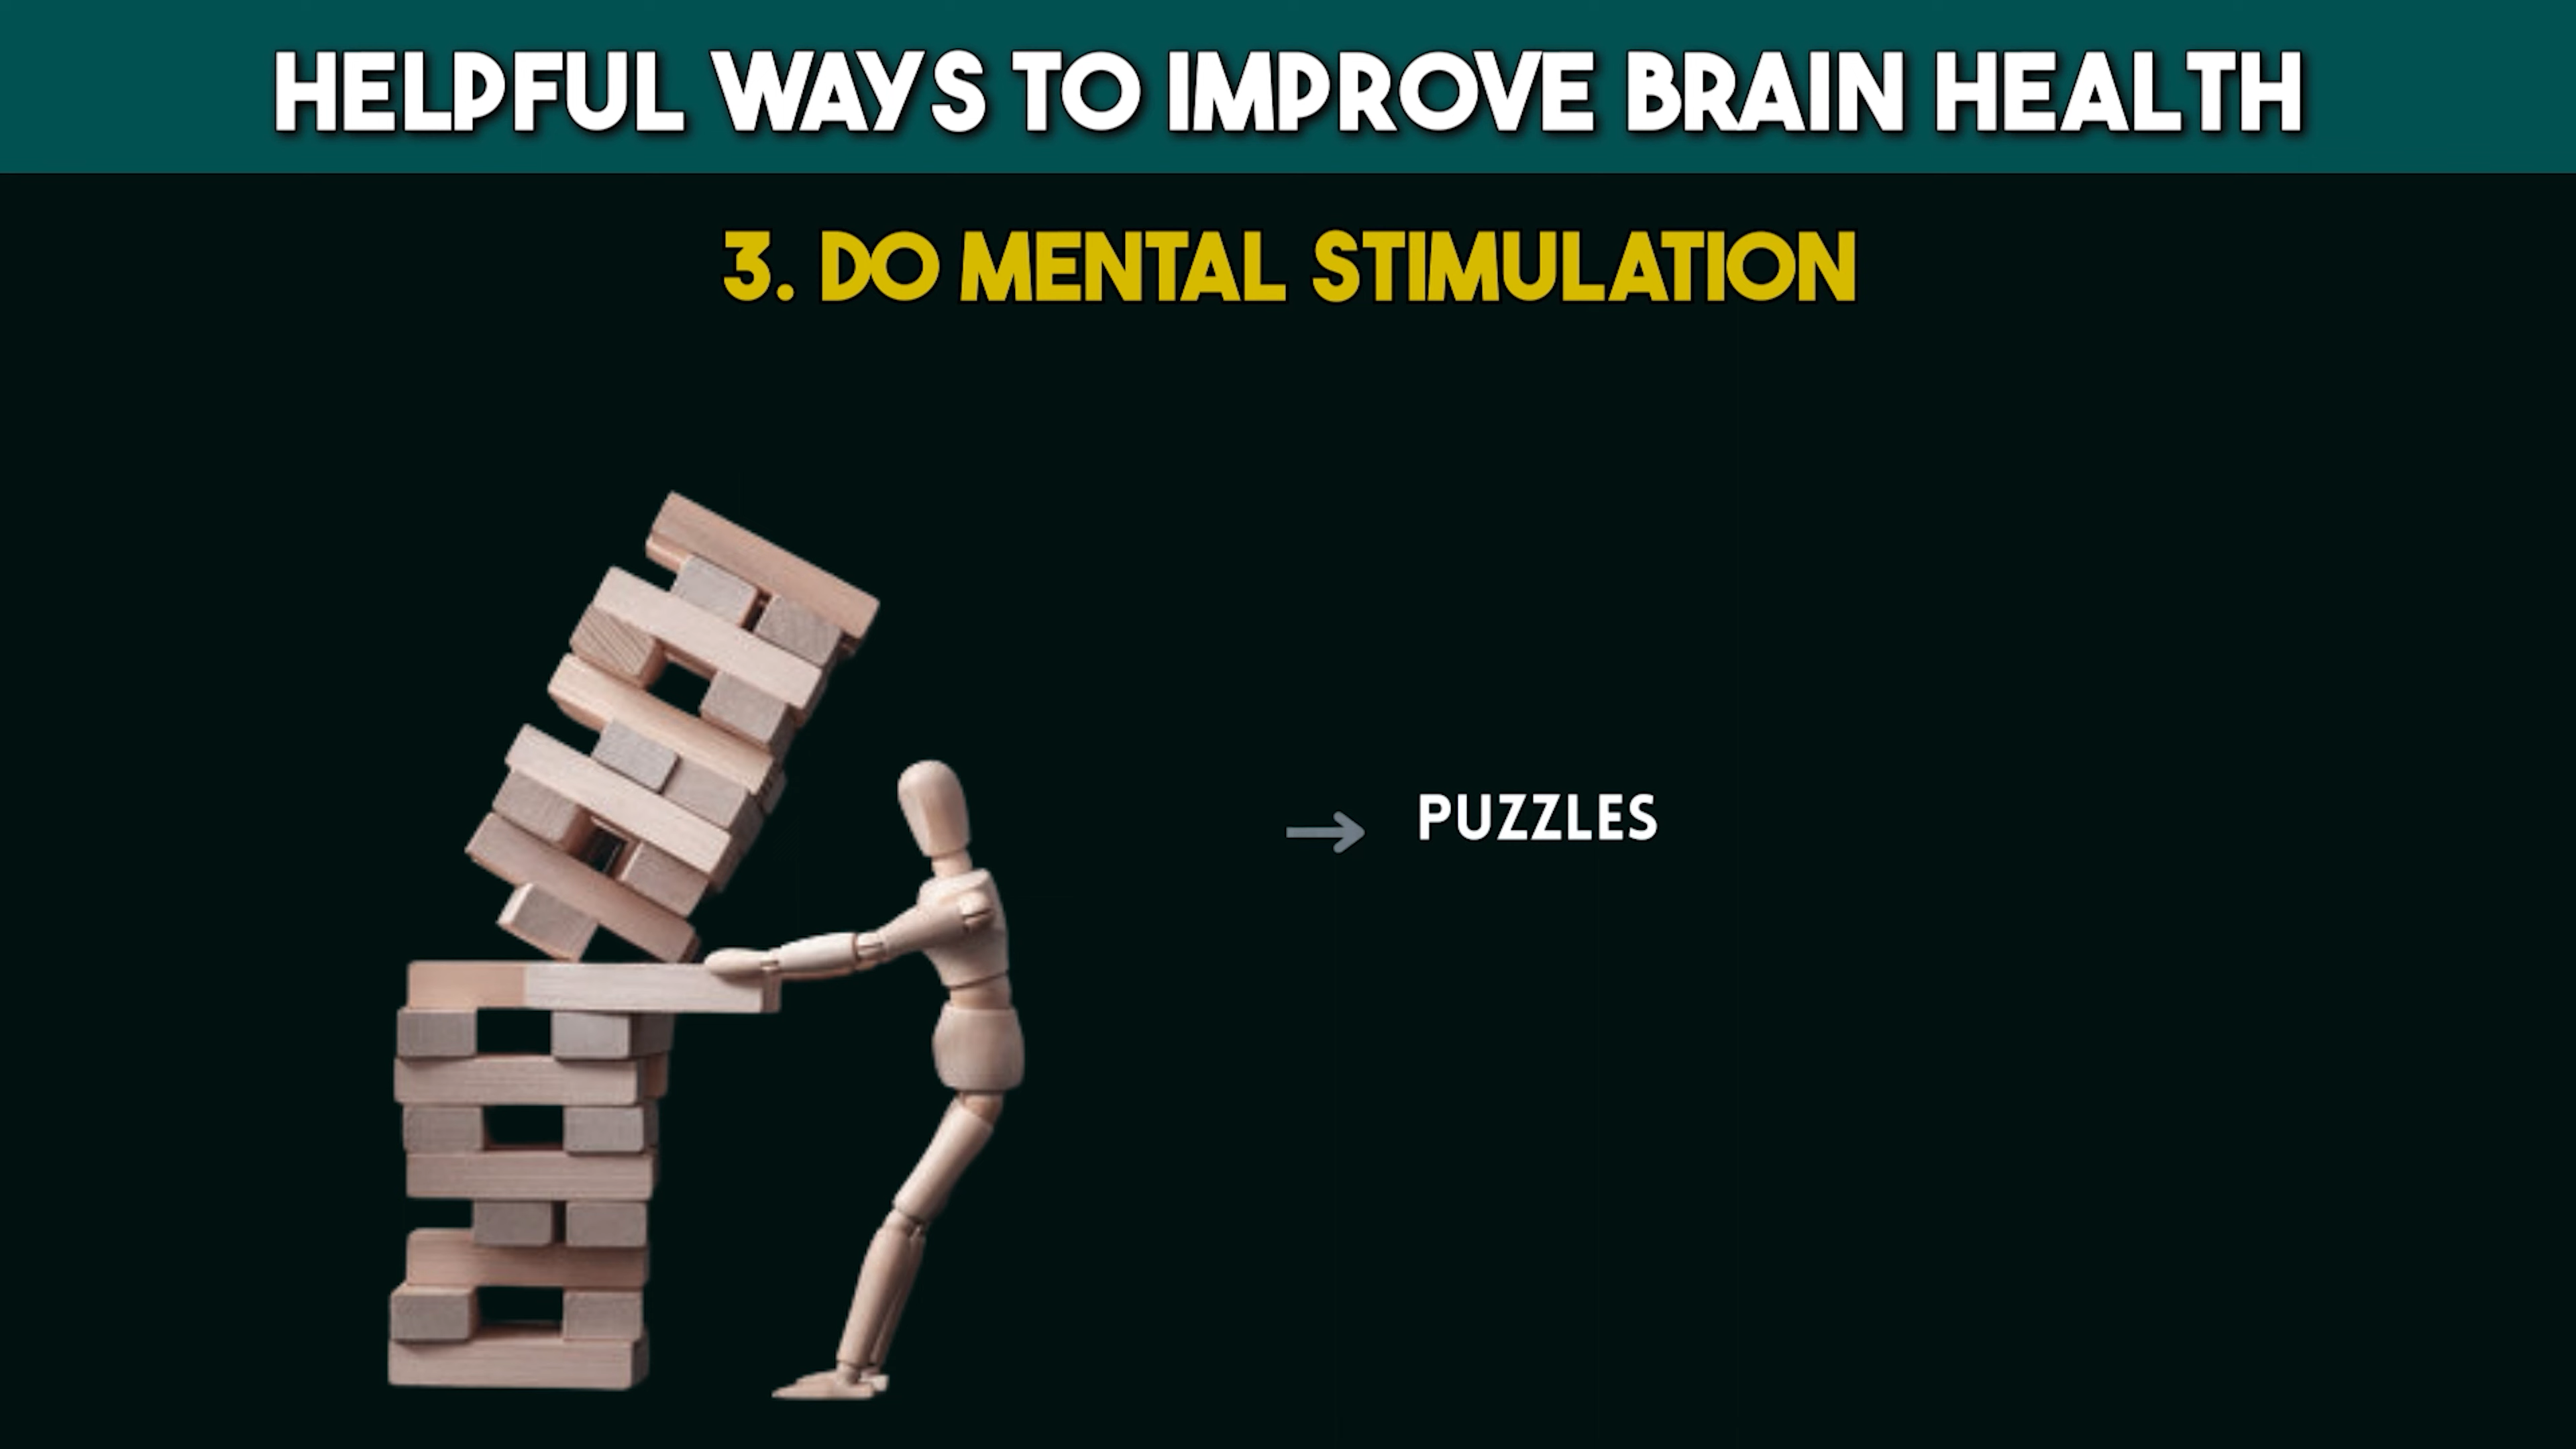 HELPFUL WAYS TO IMPROVE BRAIN HEALTH
3. DO MENTAL STIMULATION
PUZZLES